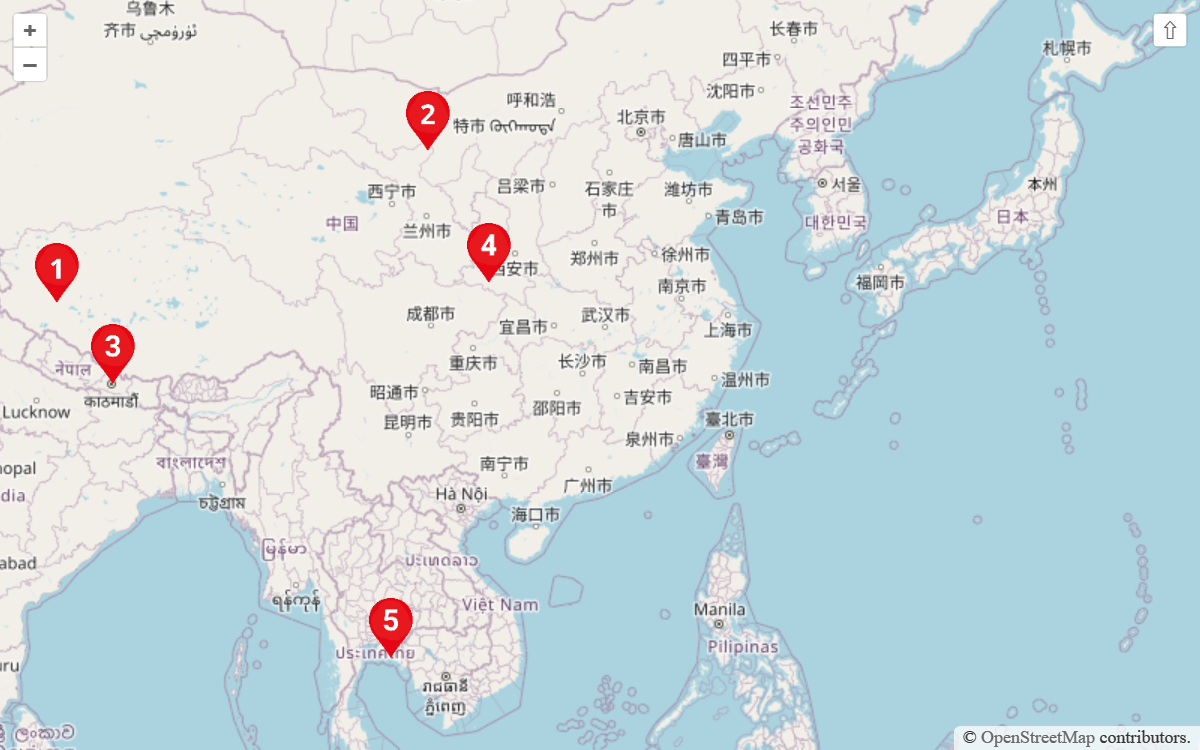 乌鲁木
齐市 ئۈرۈمچى
长春市
札幌市
四平市
沈阳市
呼和浩
特市
조선민주
주의인민
공화국
北京市
唐山市
2
西宁市
吕梁市
石家庄
市
潍坊市
서울
本州
中国
兰州市
青岛市
대한민국
日本
4
西安市
郑州市
徐州市
1
南京市
福岡市
成都市
宜昌市
武汉市
上海市
3
नेपाल
重庆市
长沙市
南昌市
温州市
काठमाडौं
Lucknow
昭通市
昆明市
贵阳市
邵阳市
吉安市
泉州市
臺北市
臺灣
বাংলাদেশ
南宁市
广州市
opal
dia
চট্টগ্রাম
Hà Nội
海口市
မြန်မာ
ປະເທດລາວ
abad
ရန်ကုန်
Việt Nam
Manila
5
ประเทศไทย
Pilipinas
uru
រាជធានី
ភ្នំពេញ
ලංකාව
© OpenStreetMap contributors.